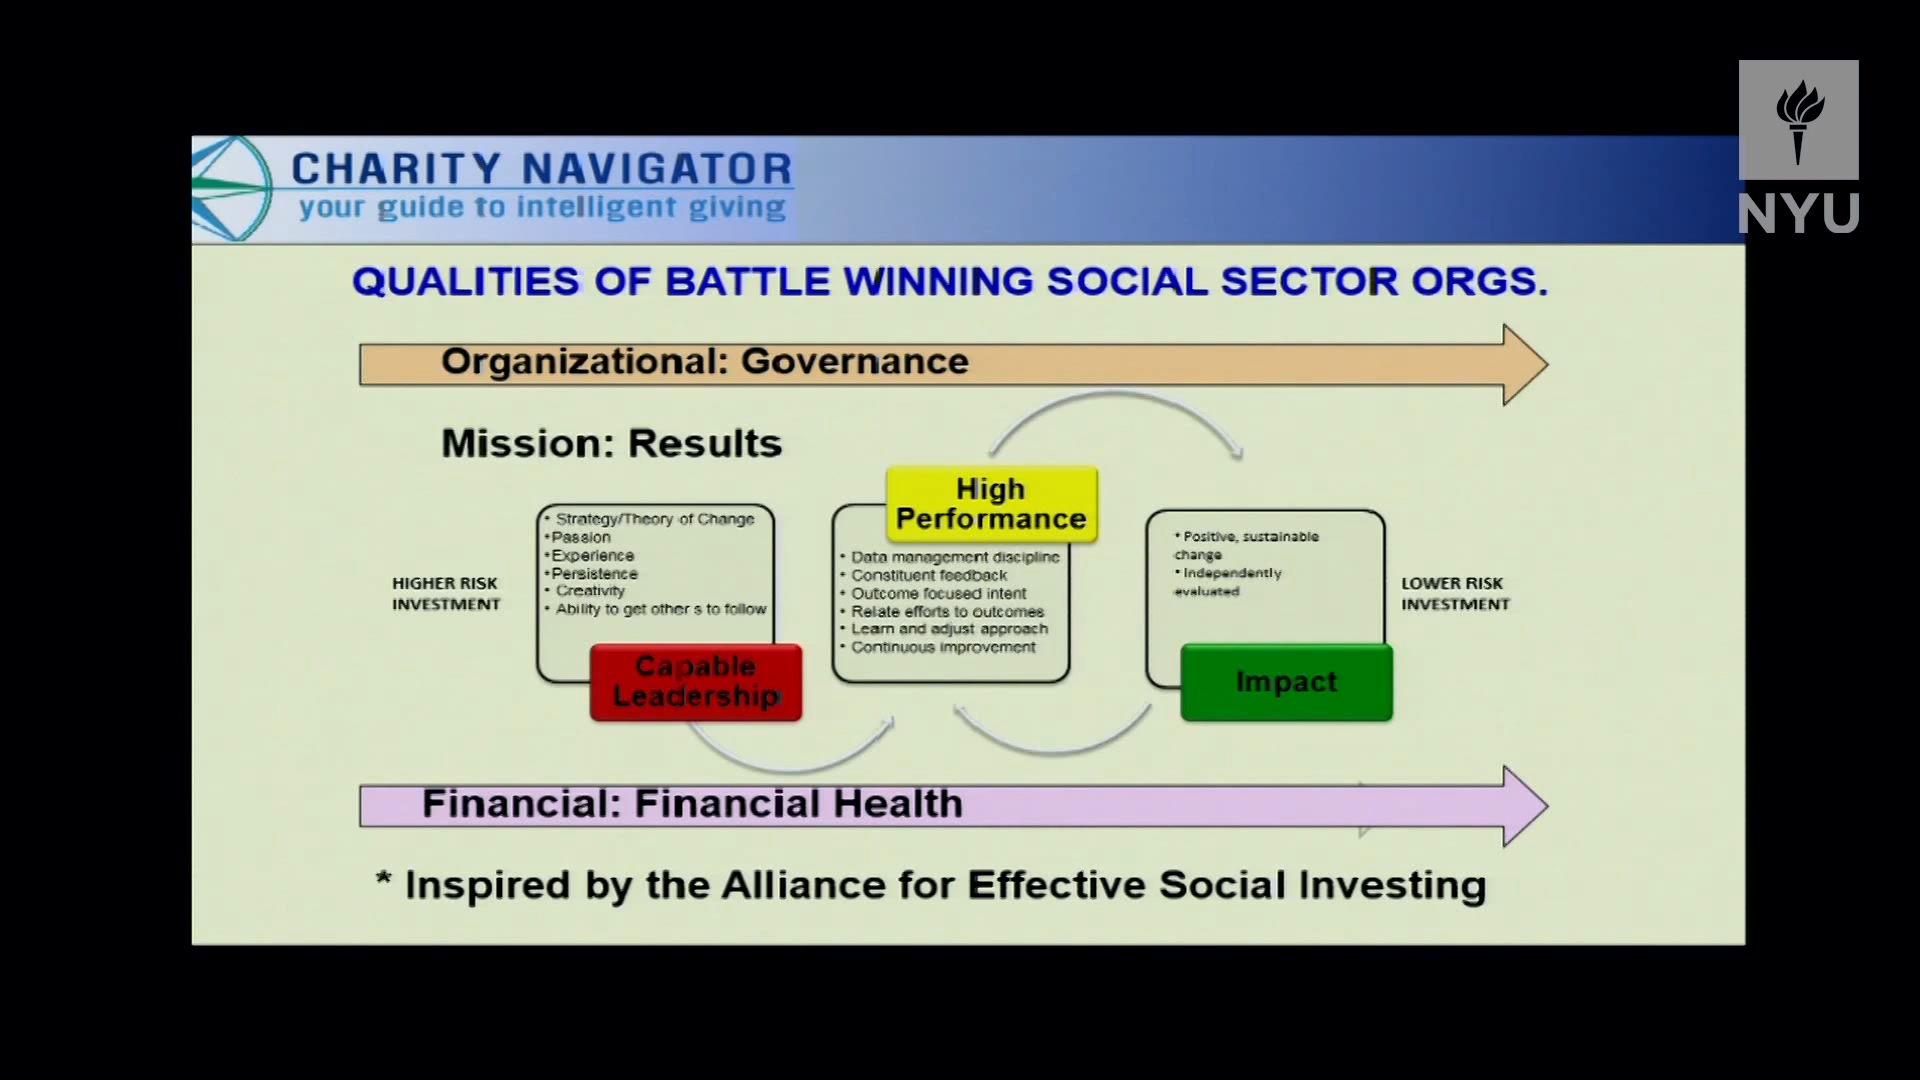 CHARITY NAVIGATOR
your guide to intelligent giving
NYU
QUALITIES OF BATTLE WINNING SOCIAL SECTOR ORGS.
Organizational: Governance
Mission: Results
HIGHER RISK
INVESTMENT
• Strategy/Theory of Change
•Passion
•Experience
•Persistence
• Creativity
• Ability to get other s to follow
Capable
Leadership
High
Performance
• Data management discipline
• Constituent feedback
• Outcome focused intent
• Relate efforts to outcomes
• Learn and adjust approach
• Continuous improvement
• Positive, sustainable
change
• Independently
evaluated
Impact
LOWER RISK
INVESTMENT
Financial: Financial Health
* Inspired by the Alliance for Effective Social Investing